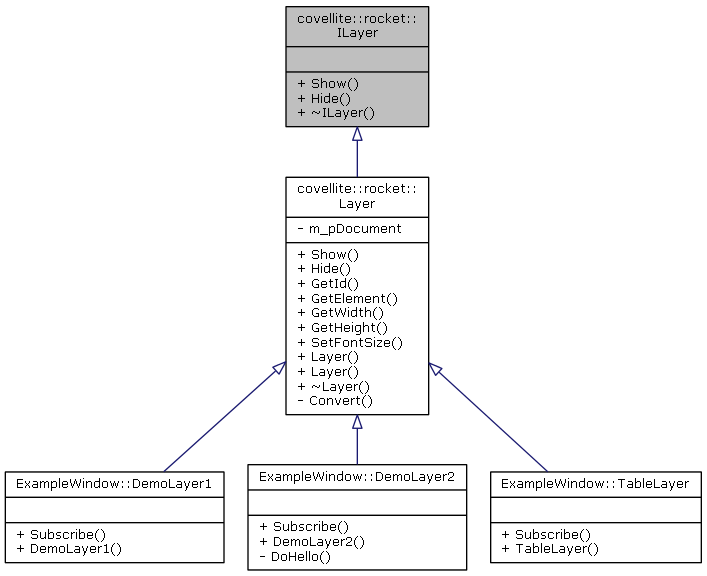 covellite::rocket::
ILayer
+ Show()
+ Hide()
+ ~ILayer()
covellite::rocket::
Layer
- m_pDocument
+ Show()
+ Hide()
+ GetId()
+ GetElement()
+ GetWidth()
+ GetHeight()
+ SetFontSize()
+ Layer()
+ Layer()
+ ~Layer()
- Convert()
ExampleWindow::DemoLayer1
+ Subscribe()
+ DemoLayer1()
ExampleWindow::DemoLayer2
+ Subscribe()
+ DemoLayer2()
- DoHello()
ExampleWindow::TableLayer
+ Subscribe()
+ TableLayer()